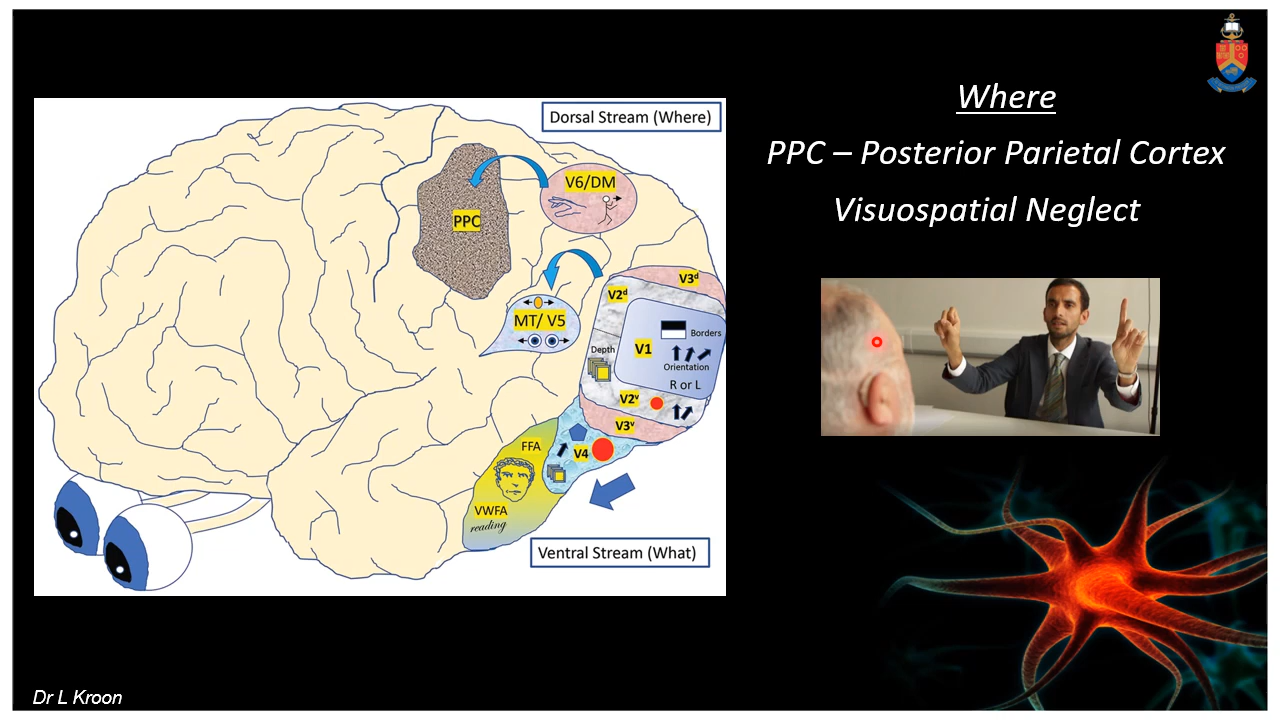 Where
PPC – Posterior Parietal Cortex
Visuospatial Neglect
Dorsal Stream (Where)
V6/DM
PPC
V3ᵈ
V2ᵈ
MT/ V5
Borders
V1
Depth
Orientation
R or L
V2ᵛ
V3ᵛ
FFA
V4
VWFA
reading
Ventral Stream (What)
Dr L Kroon